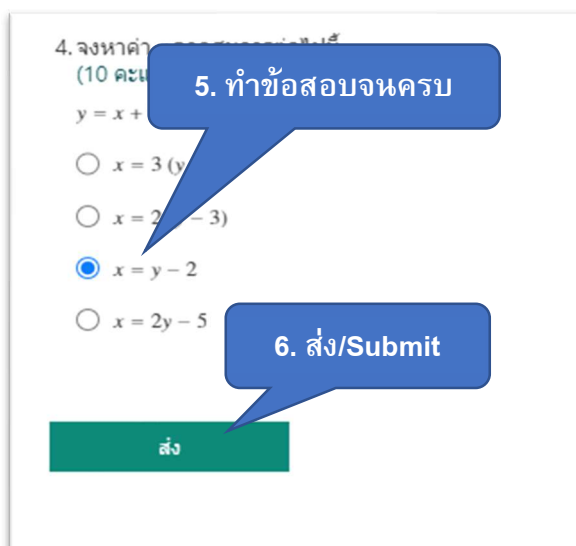 4. จงหาค่า
(10 คะแ
5. ทำข้อสอบจนครบ
y = x +
x = 3 (y
x = 2 – 3)
x = y – 2
x = 2y – 5
6. ส่ง/Submit
ส่ง